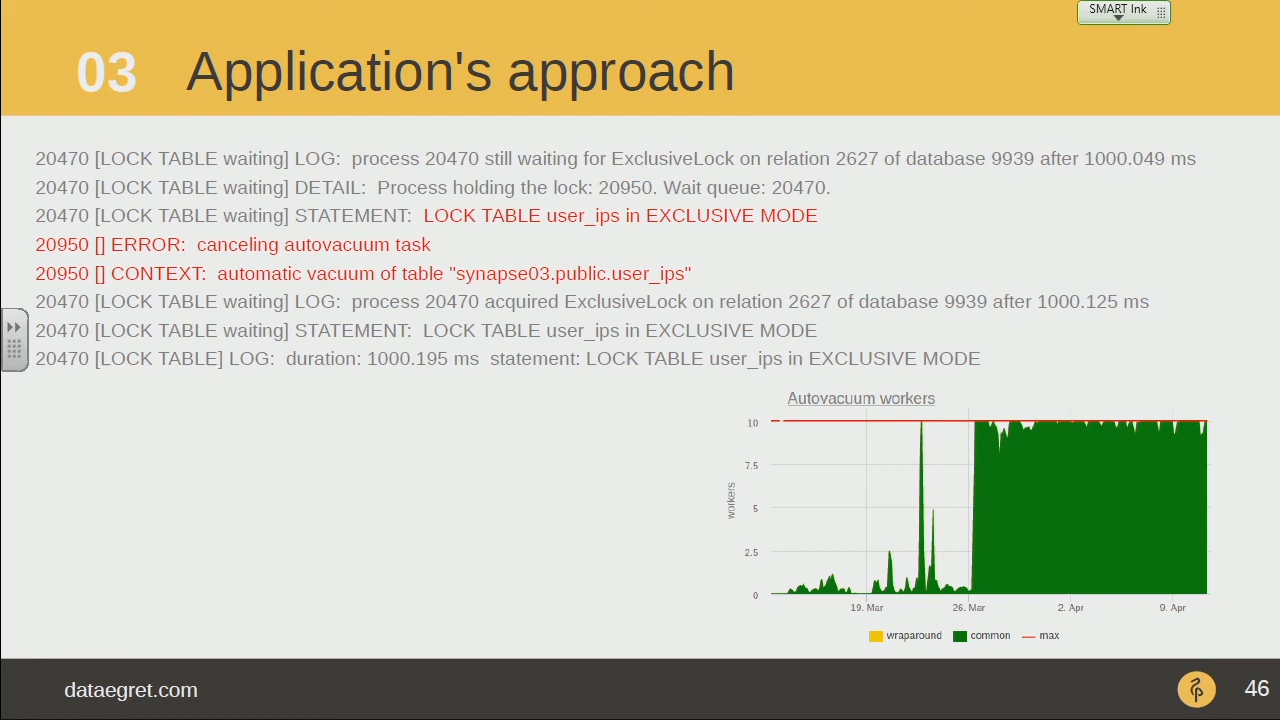 SMART Ink
03 Application's approach
20470 [LOCK TABLE waiting] LOG:  process 20470 still waiting for ExclusiveLock on relation 2627 of database 9939 after 1000.049 ms
20470 [LOCK TABLE waiting] DETAIL:  Process holding the lock: 20950. Wait queue: 20470.
20470 [LOCK TABLE waiting] STATEMENT:  LOCK TABLE user_ips in EXCLUSIVE MODE
20950 [] ERROR:  canceling autovacuum task
20950 [] CONTEXT:  automatic vacuum of table "synapse03.public.user_ips"
20470 [LOCK TABLE waiting] LOG:  process 20470 acquired ExclusiveLock on relation 2627 of database 9939 after 1000.125 ms
20470 [LOCK TABLE waiting] STATEMENT:  LOCK TABLE user_ips in EXCLUSIVE MODE
20470 [LOCK TABLE] LOG:  duration: 1000.195 ms  statement: LOCK TABLE user_ips in EXCLUSIVE MODE
Autovacuum workers
10
7.5
workers
5
2.5
0
19. Mar 26. Mar 2. Apr 9. Apr
wraparound common max
dataegret.com 46